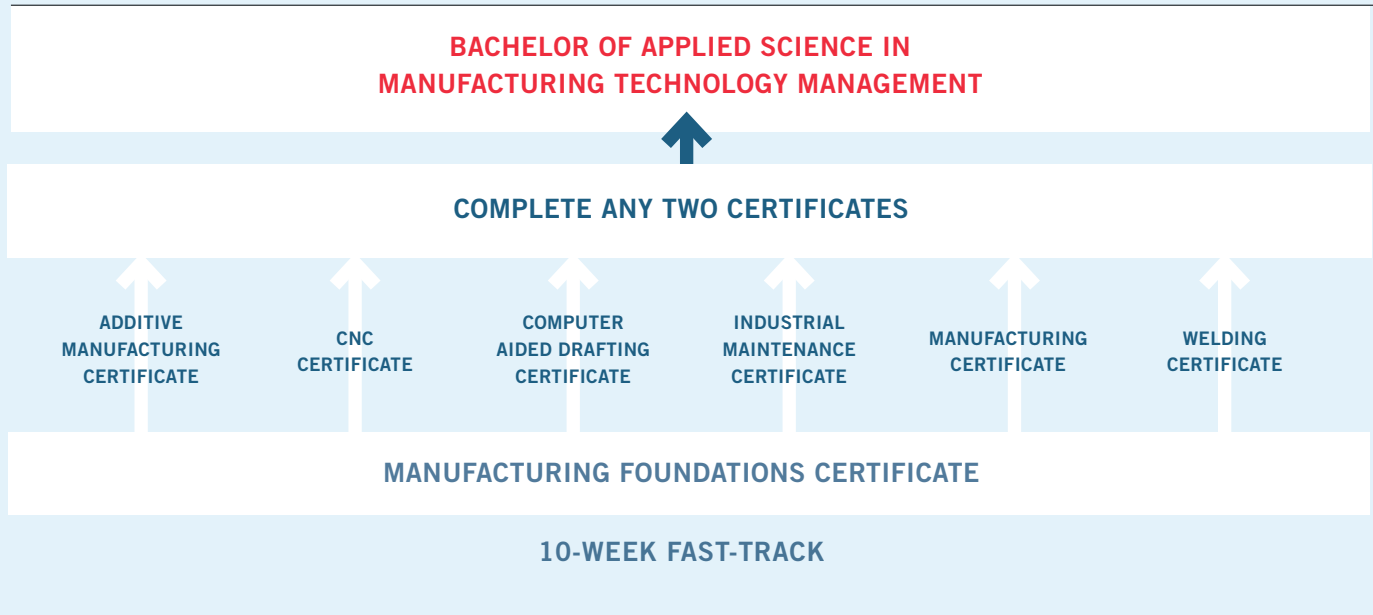 BACHELOR OF APPLIED SCIENCE IN
MANUFACTURING TECHNOLOGY MANAGEMENT
COMPLETE ANY TWO CERTIFICATES
ADDITIVE
MANUFACTURING
CERTIFICATE
CNC
CERTIFICATE
COMPUTER
AIDED DRAFTING
CERTIFICATE
INDUSTRIAL
MAINTENANCE
CERTIFICATE
MANUFACTURING
CERTIFICATE
WELDING
CERTIFICATE
MANUFACTURING FOUNDATIONS CERTIFICATE
10-WEEK FAST-TRACK